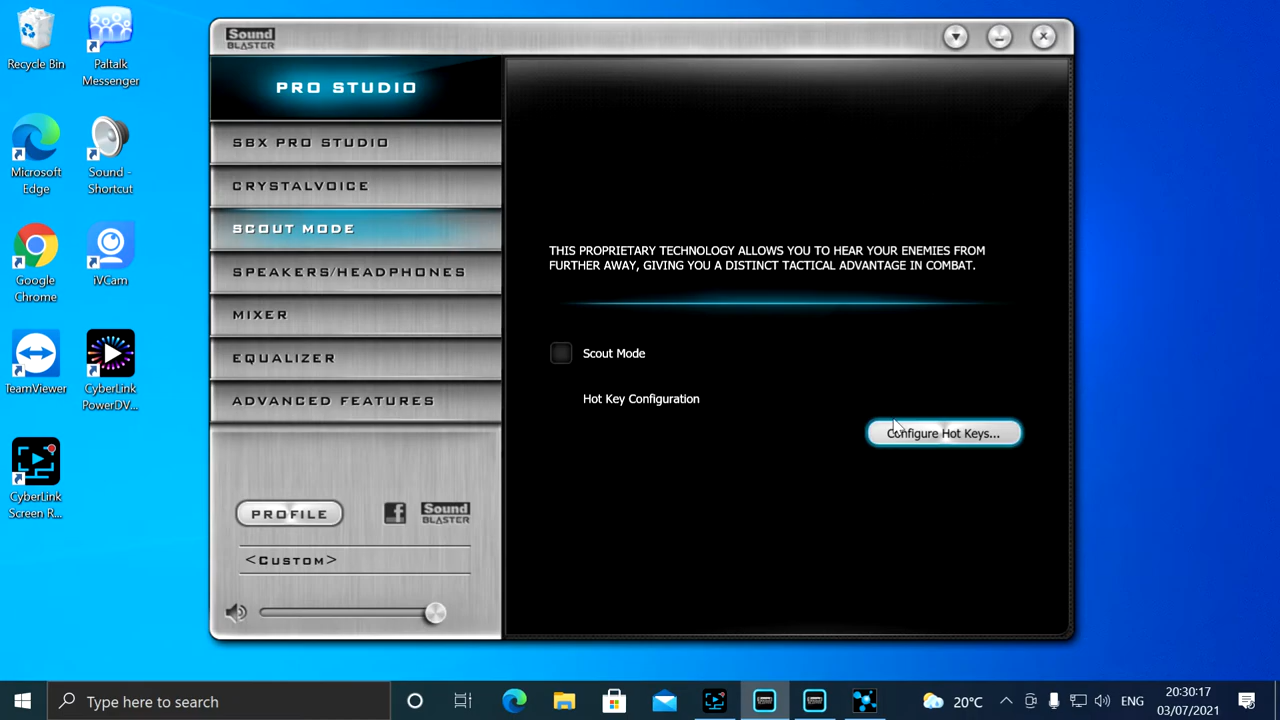 Recycle Bin
Paltalk
Messenger
Microsoft
Edge
Sound -
Shortcut
Google
Chrome
iVCam
TeamViewer
CyberLink
PowerDV...
CyberLink
Screen R...
Sound
BLASTER
PRO STUDIO
SBX PRO STUDIO
CRYSTALVOICE
SCOUT MODE
SPEAKERS/HEADPHONES
MIXER
EQUALIZER
ADVANCED FEATURES
PROFILE
f
Sound
BLASTER
<CUSTOM>
THIS PROPRIETARY TECHNOLOGY ALLOWS YOU TO HEAR YOUR ENEMIES FROM
FURTHER AWAY, GIVING YOU A DISTINCT TACTICAL ADVANTAGE IN COMBAT.
Scout Mode
Hot Key Configuration
Configure Hot Keys...
Type here to search
20°C
ENG
20:30:17
03/07/2021